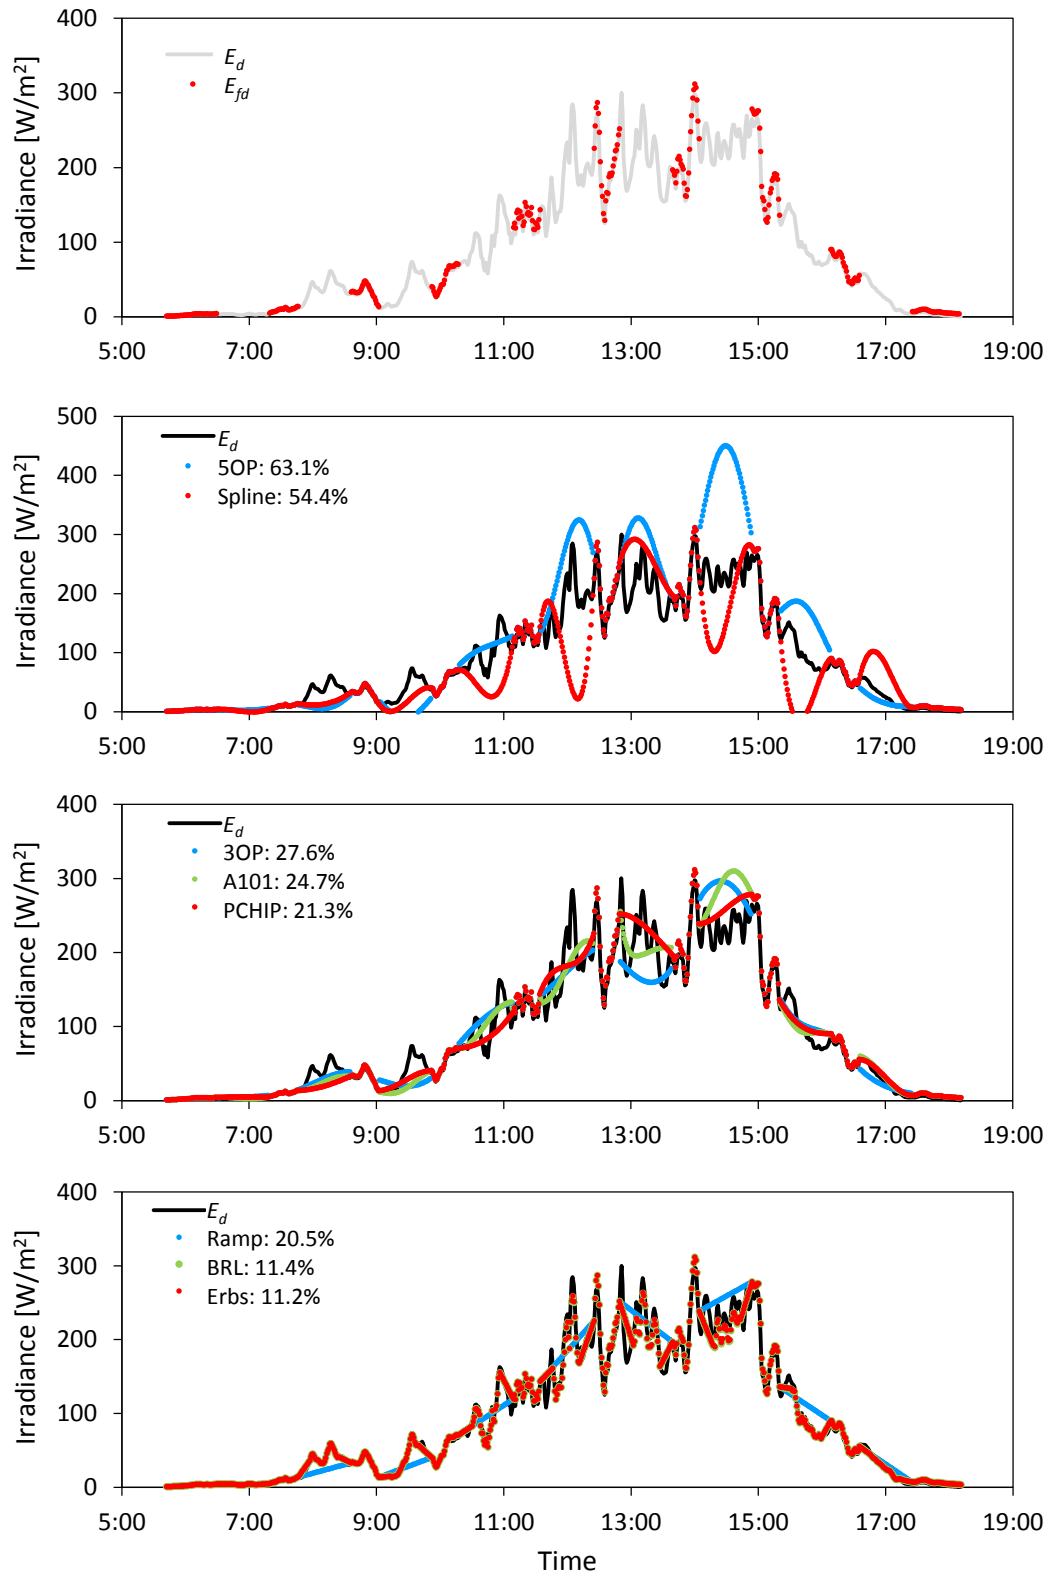 400
300
200
100
0
Irradiance [W/m²]
E_d
E_fd
5:00 7:00 9:00 11:00 13:00 15:00 17:00 19:00
500
400
300
200
100
0
Irradiance [W/m²]
E_d
5OP: 63.1%
Spline: 54.4%
5:00 7:00 9:00 11:00 13:00 15:00 17:00 19:00
400
300
200
100
0
Irradiance [W/m²]
E_d
3OP: 27.6%
A101: 24.7%
PCHIP: 21.3%
5:00 7:00 9:00 11:00 13:00 15:00 17:00 19:00
400
300
200
100
0
Irradiance [W/m²]
E_d
Ramp: 20.5%
BRL: 11.4%
Erbs: 11.2%
5:00 7:00 9:00 11:00 13:00 15:00 17:00 19:00
Time